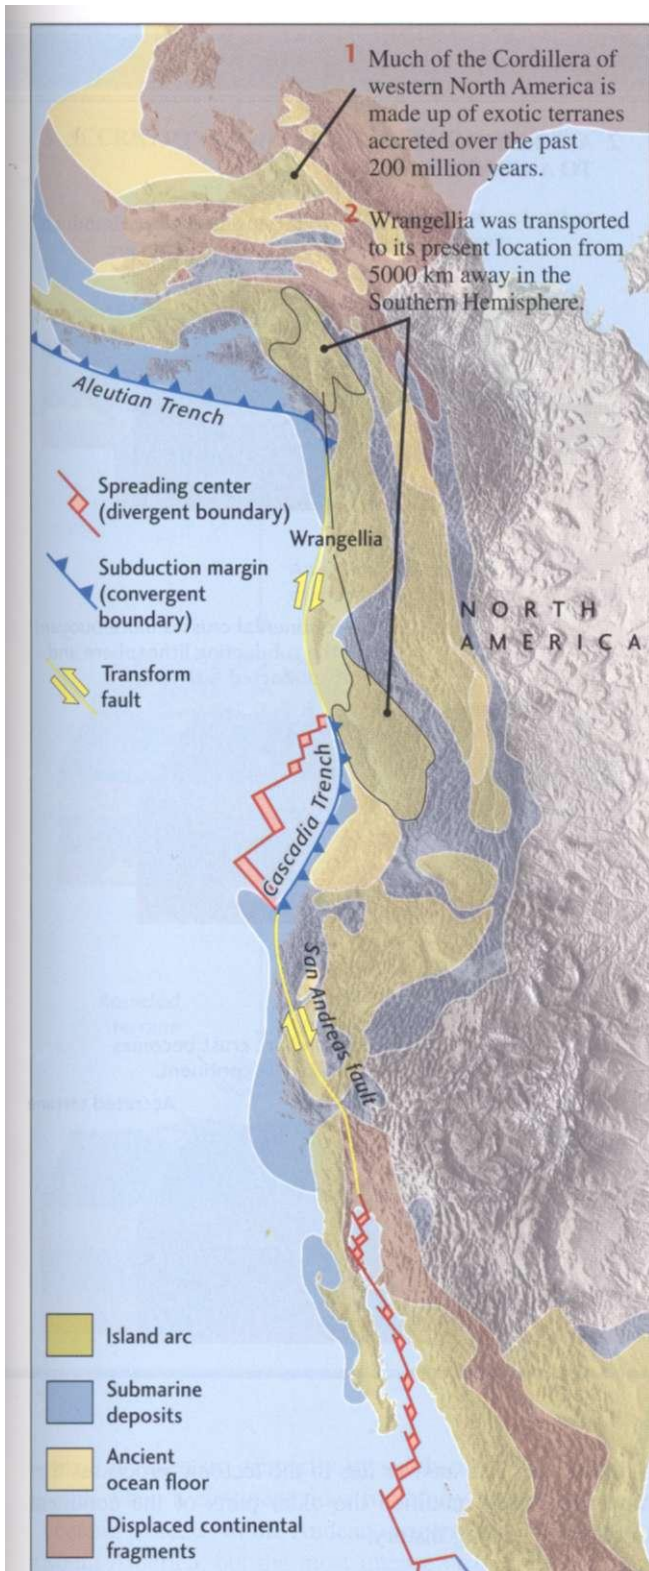 1 Much of the Cordillera of
western North America is
made up of exotic terranes
accreted over the past
200 million years.
2 Wrangellia was transported
to its present location from
5000 km away in the
Southern Hemisphere.
Aleutian Trench
Spreading center
(divergent boundary)
Wrangellia
Subduction margin
(convergent
boundary)
NORTH
AMERICA
Transform
fault
Cascadia Trench
San Andreas fault
Island arc
Submarine
deposits
Ancient
ocean floor
Displaced continental
fragments